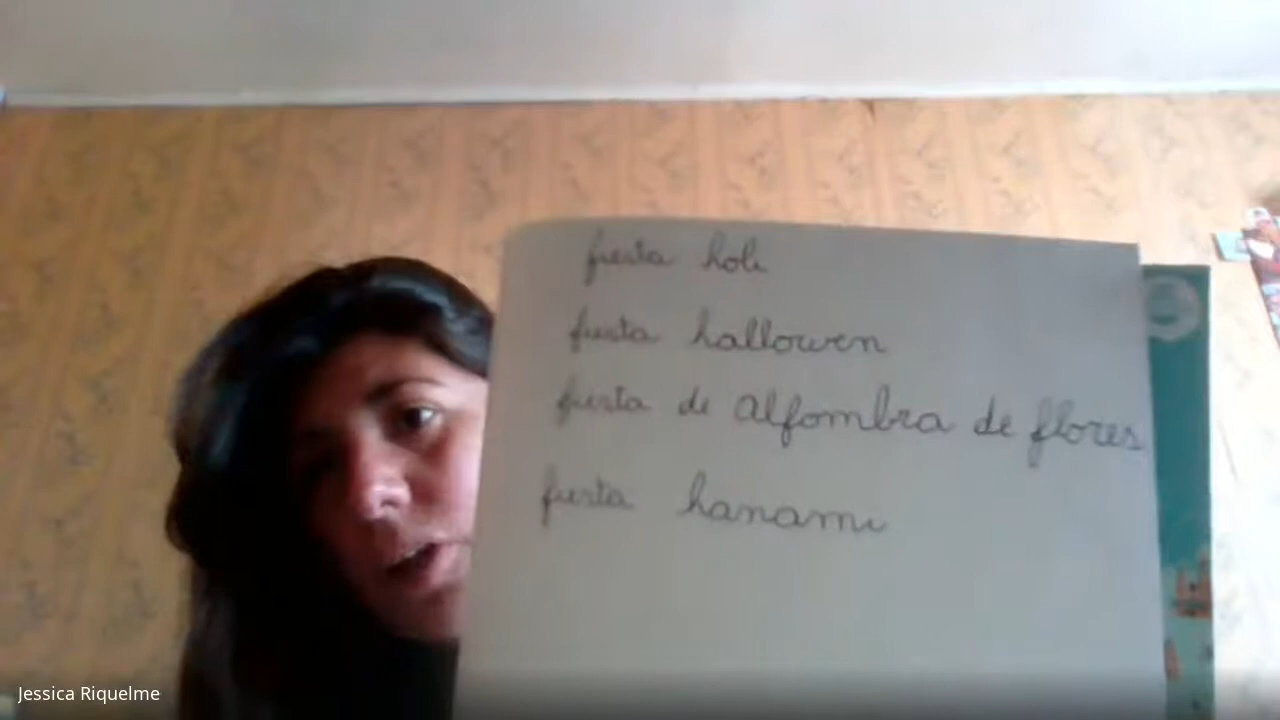 fiesta holi
fiesta hallowen
fiesta de alfombra de flores
fiesta hanami
Jessica Riquelme